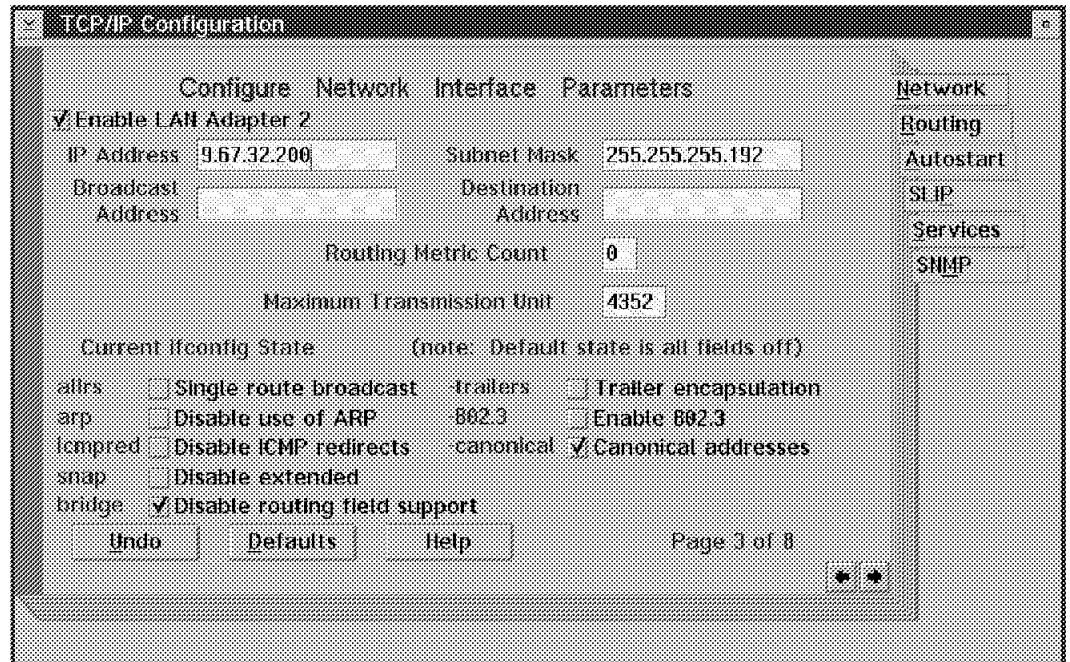 TCP/IP Configuration
Configure Network Interface Parameters
Enable LAN Adapter 2
IP Address 9.67.32.200 Subnet Mask 255.255.255.192
Broadcast Address Destination Address
Routing Metric Count 0
Maximum Transmission Unit 4352
Current ifconfig State (note: Default state is all fields off)
allrs Single route broadcast -trailers Trailer encapsulation
arp Disable use of ARP 802.3 Enable 802.3
icmpred Disable ICMP redirects -canonical Canonical addresses
snap Disable extended
bridge Disable routing field support
Undo Defaults Help Page 3 of 8
Network
Routing
Autostart
SLIP
Services
SNMP